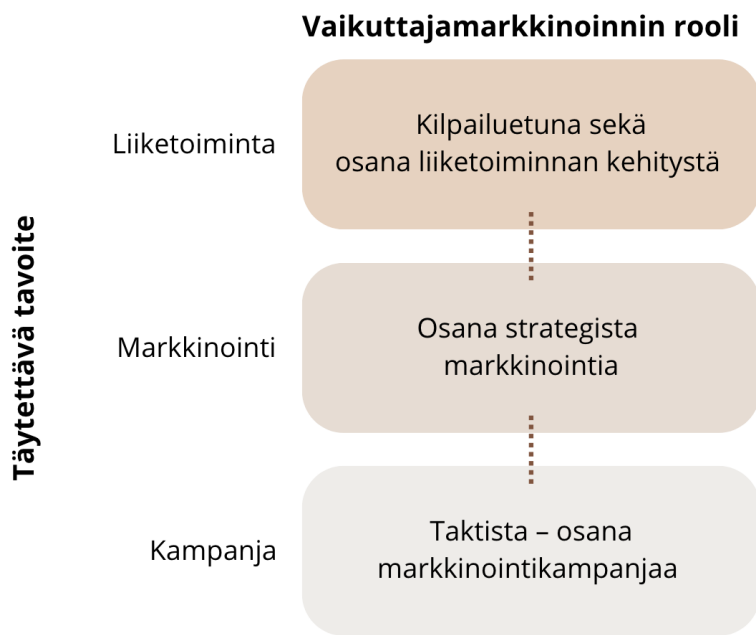 Vaikuttajamarkkinoinnin rooli
Täytettävä tavoite
Liiketoiminta
Kilpailuetuna sekä
osana liiketoiminnan kehitystä
Markkinointi
Osana strategista
markkinointia
Kampanja
Taktista – osana
markkinointikampanjaa